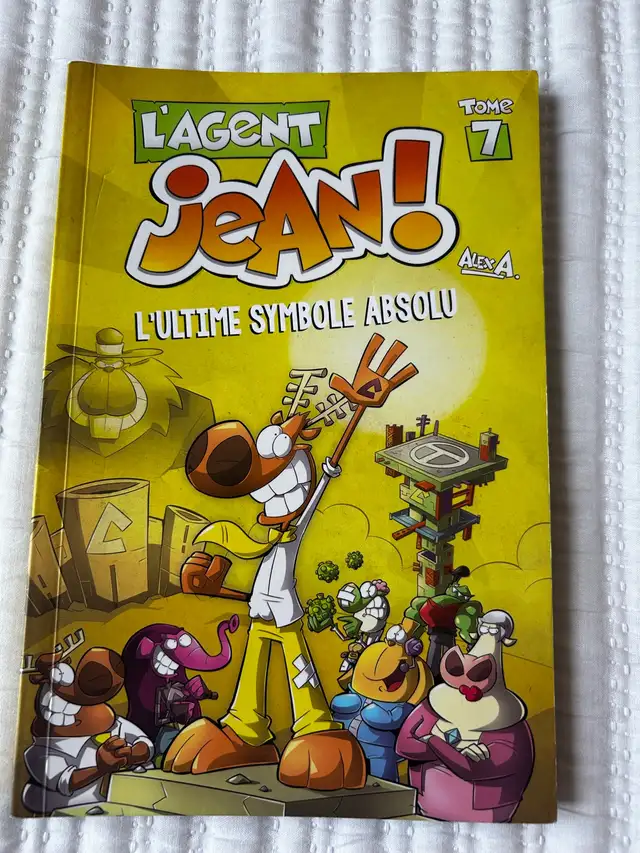 L'AGENT
JEAN!
TOME
7
ALEX A.
L'ULTIME SYMBOLE ABSOLU